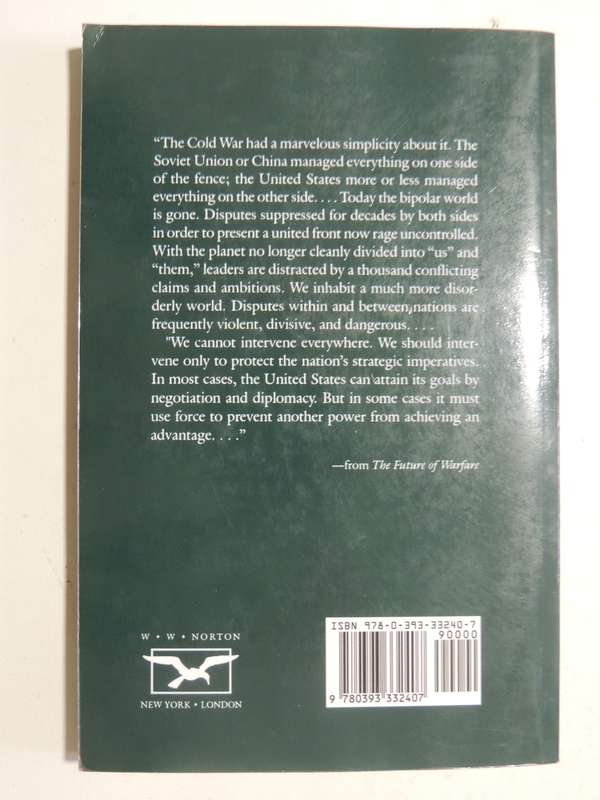 “The Cold War had a marvelous simplicity about it. The
Soviet Union or China managed everything on one side
of the fence; the United States more or less managed
everything on the other side. . . . Today the bipolar world
is gone. Disputes suppressed for decades by both sides
in order to present a united front now rage uncontrolled.
With the planet no longer cleanly divided into “us” and
“them,” leaders are distracted by a thousand conflicting
claims and ambitions. We inhabit a much more disor-
derly world. Disputes within and between nations are
frequently violent, divisive, and dangerous. . . .
"We cannot intervene everywhere. We should inter-
vene only to protect the nation’s strategic imperatives.
In most cases, the United States can attain its goals by
negotiation and diplomacy. But in some cases it must
use force to prevent another power from achieving an
advantage. . . .”
—from The Future of Warfare
W • W • NORTON
NEW YORK • LONDON
ISBN 978-0-393-33240-7
90000
9 780393 332407